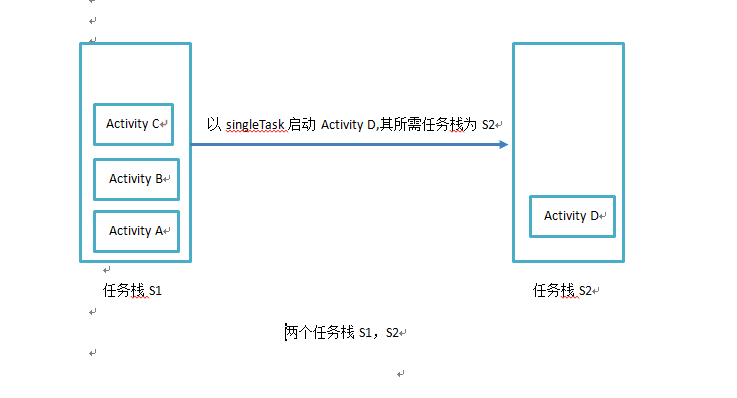 Activity C
以 singleTask 启动 Activity D,其所需任务栈为 S2
Activity B
Activity D
Activity A
任务栈 S1
任务栈 S2
两个任务栈 S1，S2